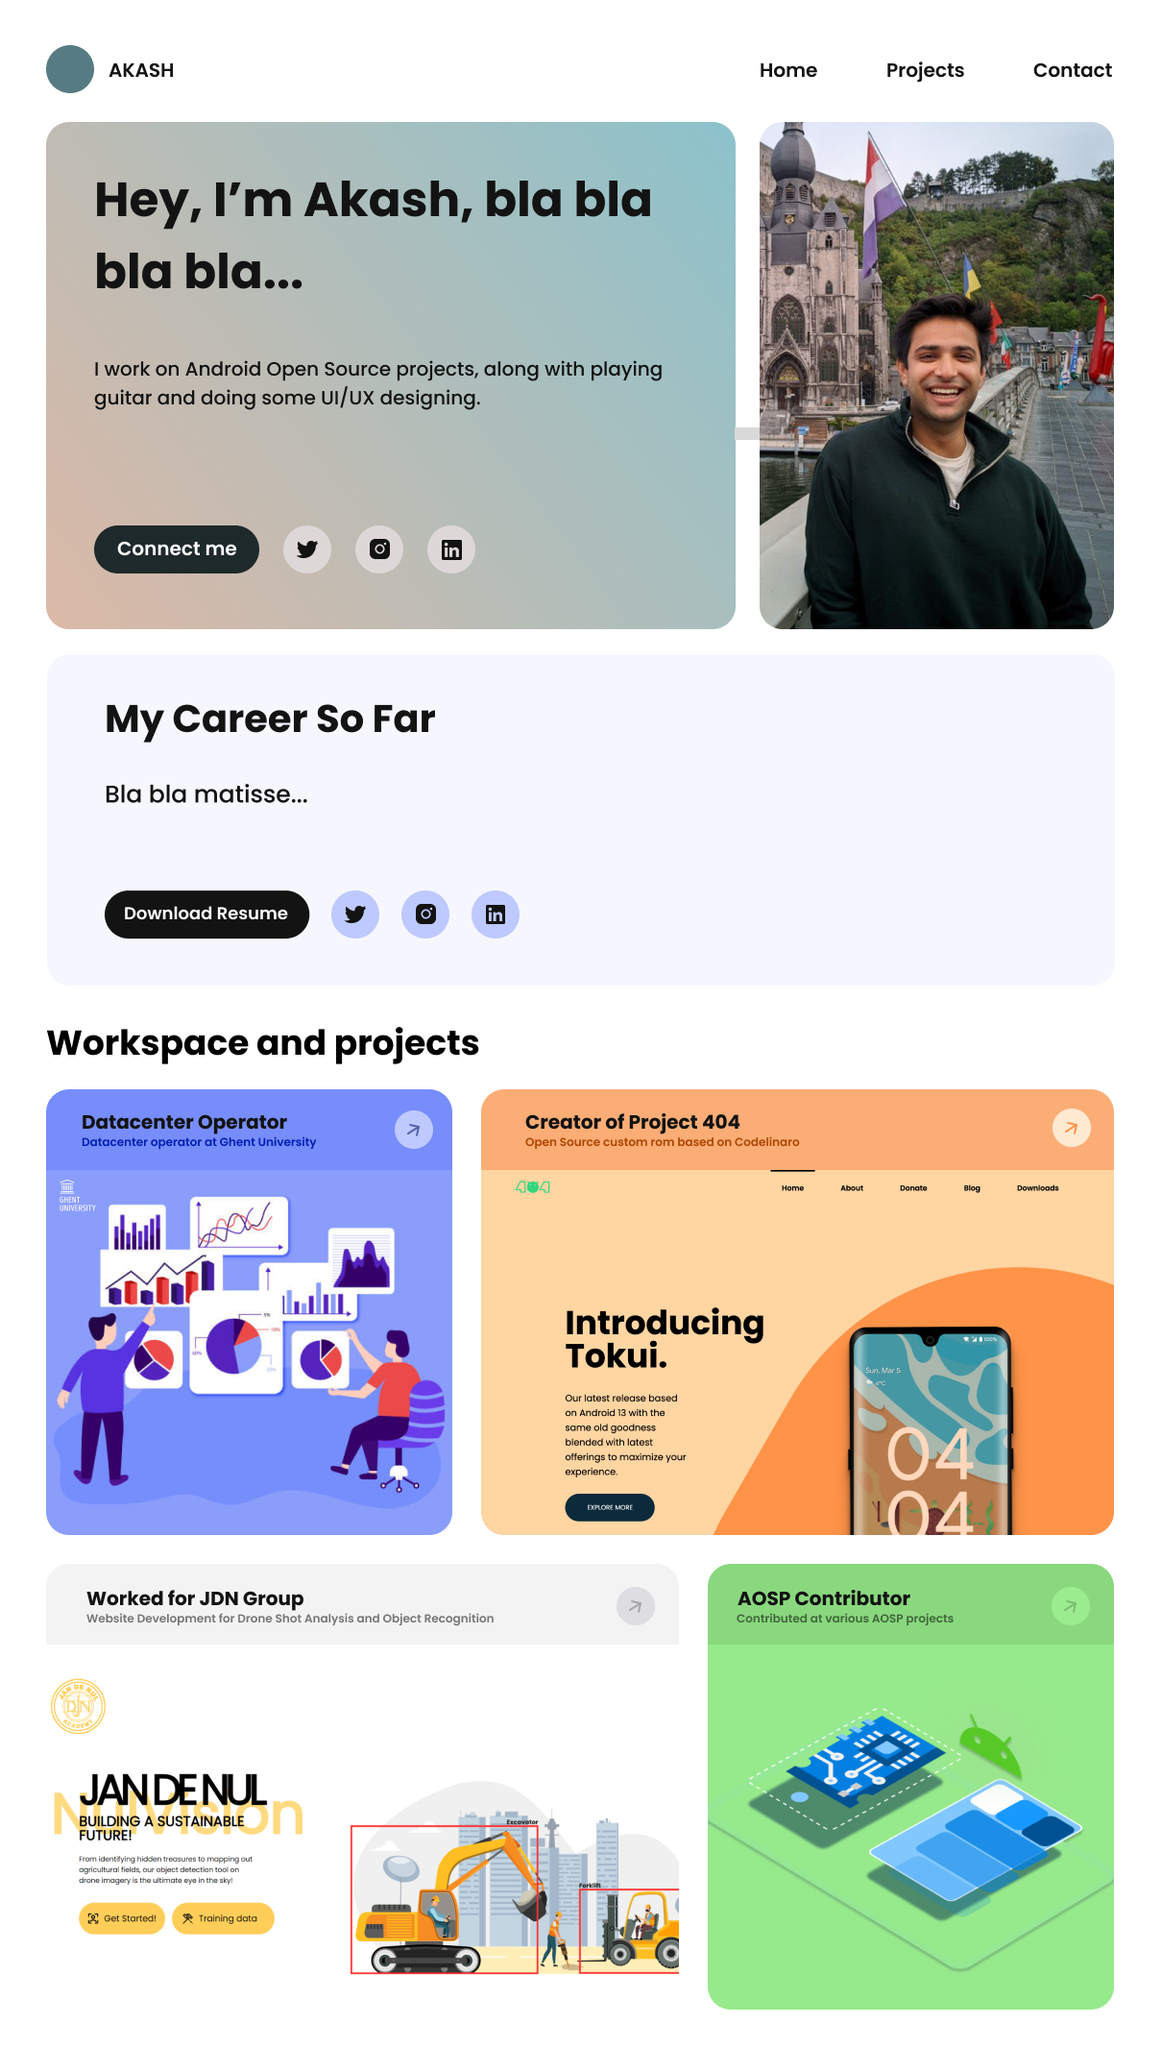 AKASH
Home
Projects
Contact
Hey, I’m Akash, bla bla
bla bla...
I work on Android Open Source projects, along with playing
guitar and doing some UI/UX designing.
Connect me
My Career So Far
Bla bla matisse...
Download Resume
Workspace and projects
Datacenter Operator
Datacenter operator at Ghent University
GHENT
UNIVERSITY
Creator of Project 404
Open Source custom rom based on Codelinaro
404
Home
About
Donate
Blog
Downloads
Introducing
Tokui.
Our latest release based
on Android 13 with the
same old goodness
blended with latest
offerings to maximize your
experience.
EXPLORE MORE
100%
Sun, Mar 5
4°C
04
04
Worked for JDN Group
Website Development for Drone Shot Analysis and Object Recognition
JAN DE NUL
ACADEMY
NulVision
JAN DE NUL
BUILDING A SUSTAINABLE
FUTURE!
From identifying hidden treasures to mapping out
agricultural fields, our object detection tool on
drone imagery is the ultimate eye in the sky!
Get Started!
Training data
Excavator
Forklift
AOSP Contributor
Contributed at various AOSP projects